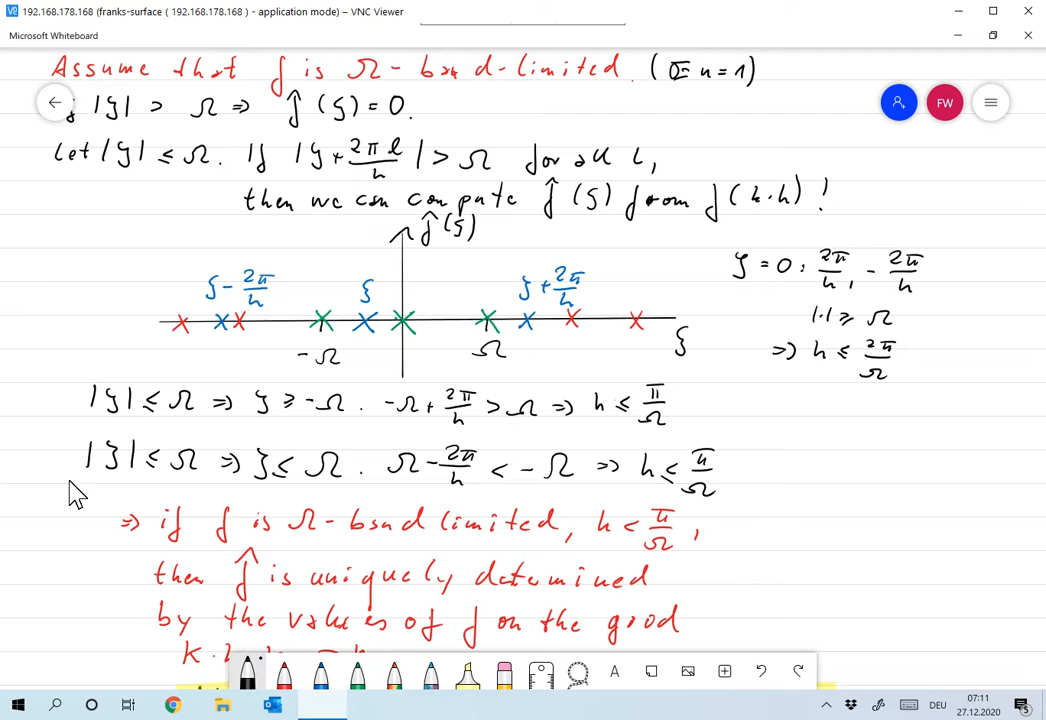 192.168.178.168 (franks-surface ( 192.168.178.168 ) - application mode) – VNC Viewer
Microsoft Whiteboard
Assume that f is Ω-band-limited. ( n=1)
|ξ| > Ω ⇒ f̂(ξ)=0.
FW
Let |ξ| ≤ Ω. If |ξ + 2πl/h| > Ω for all l,
then we can compute f̂(ξ) from f(k·h)!
f̂(ξ)
ξ = 0, 2π/h, - 2π/h
ξ - 2π/h ξ ξ + 2π/h
|·| ≥ Ω
-Ω Ω ξ
⇒ h ≤ 2π/Ω
|ξ| ≤ Ω ⇒ ξ ≥ -Ω. -Ω + 2π/h > Ω ⇒ h ≤ π/Ω
|ξ| ≤ Ω ⇒ ξ ≤ Ω. Ω - 2π/h < -Ω ⇒ h ≤ π/Ω
⇒ if f is Ω-band limited, h < π/Ω,
then f̂ is uniquely determined
by the values of f on the grod
k·
A
DEU
07:11
27.12.2020
5